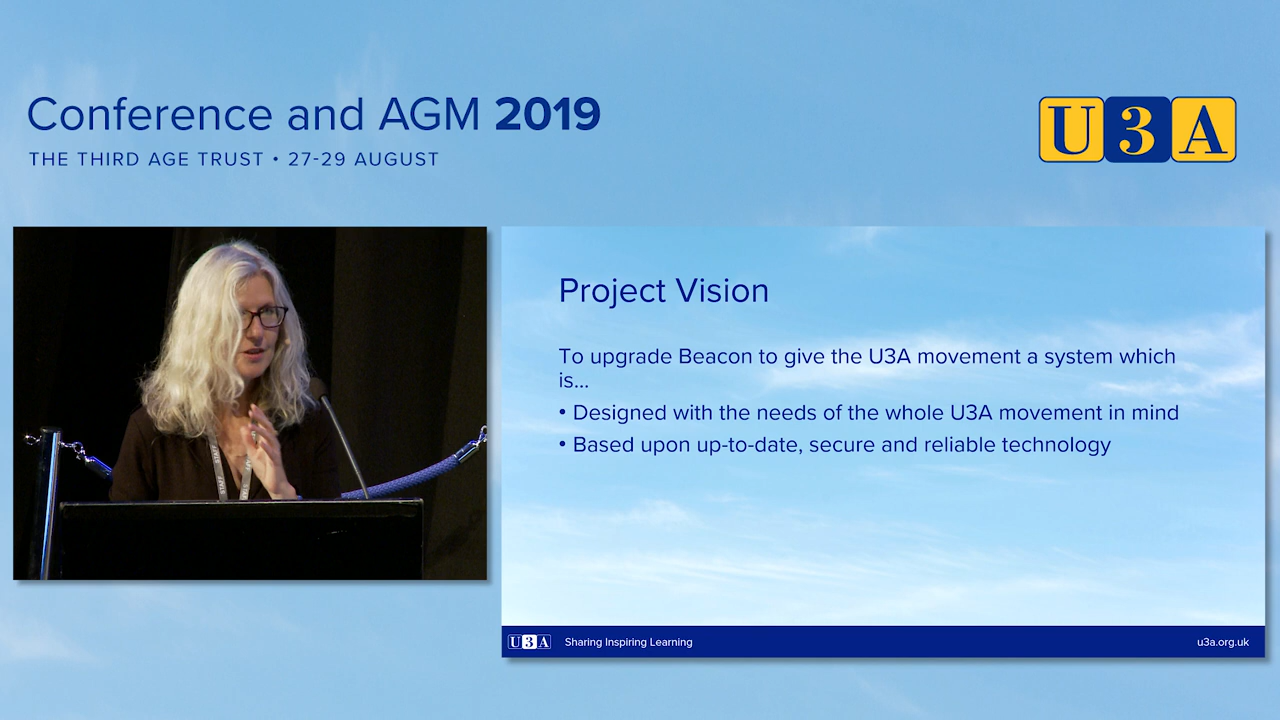 Conference and AGM 2019
THE THIRD AGE TRUST • 27-29 AUGUST
U3A
Project Vision
To upgrade Beacon to give the U3A movement a system which
is...
• Designed with the needs of the whole U3A movement in mind
• Based upon up-to-date, secure and reliable technology
U3A Sharing Inspiring Learning u3a.org.uk
STAFF